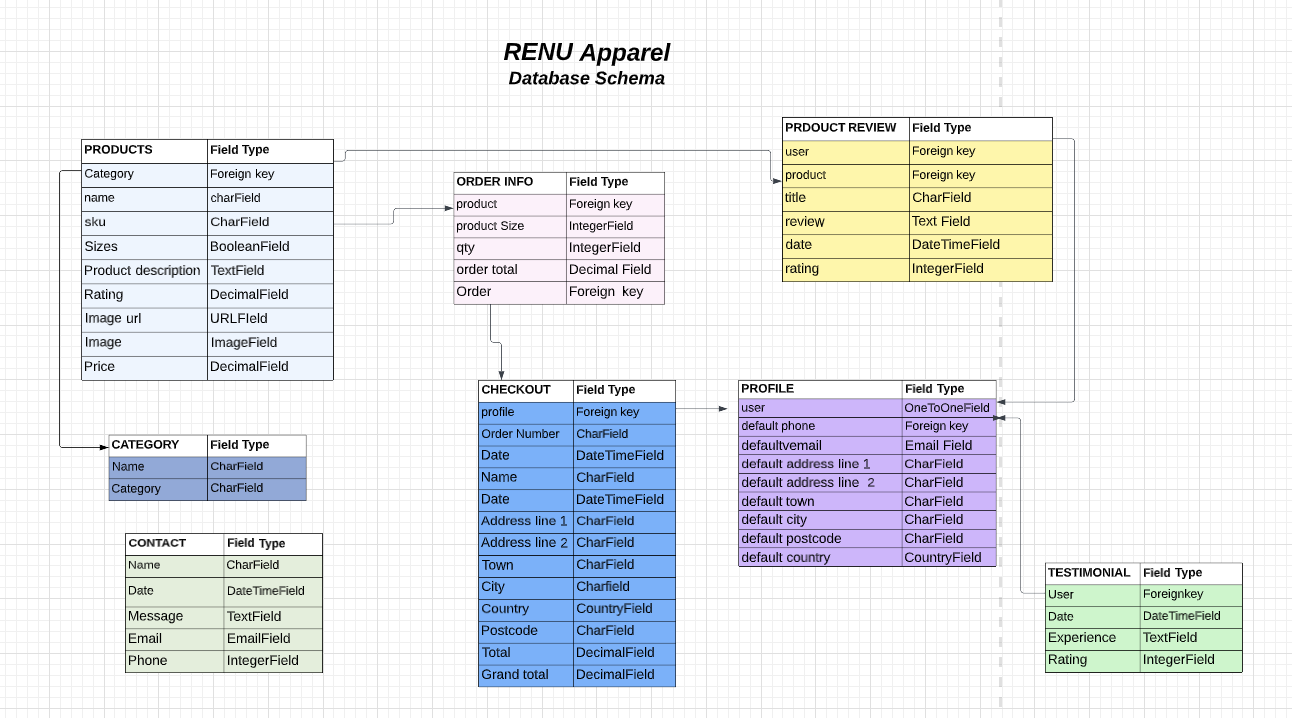 RENU Apparel
Database Schema
PRODUCTS Field Type
Category Foreign key
name charField
sku CharField
Sizes BooleanField
Product description TextField
Rating DecimalField
Image url URLFIeld
Image ImageField
Price DecimalField
ORDER INFO Field Type
product Foreign key
product Size IntegerField
qty IntegerField
order total Decimal Field
Order Foreign key
PRDOUCT REVIEW Field Type
user Foreign key
product Foreign key
title CharField
review Text Field
date DateTimeField
rating IntegerField
CATEGORY Field Type
Name CharField
Category CharField
CONTACT Field Type
Name CharField
Date DateTimeField
Message TextField
Email EmailField
Phone IntegerField
CHECKOUT Field Type
profile Foreign key
Order Number CharField
Date DateTimeField
Name CharField
Date DateTimeField
Address line 1 CharField
Address line 2 CharField
Town CharField
City Charfield
Country CountryField
Postcode CharField
Total DecimalField
Grand total DecimalField
PROFILE Field Type
user OneToOneField
default phone Foreign key
defaultvemail Email Field
default address line 1 CharField
default address line 2 CharField
default town CharField
default city CharField
default postcode CharField
default country CountryField
TESTIMONIAL Field Type
User Foreignkey
Date DateTimeField
Experience TextField
Rating IntegerField